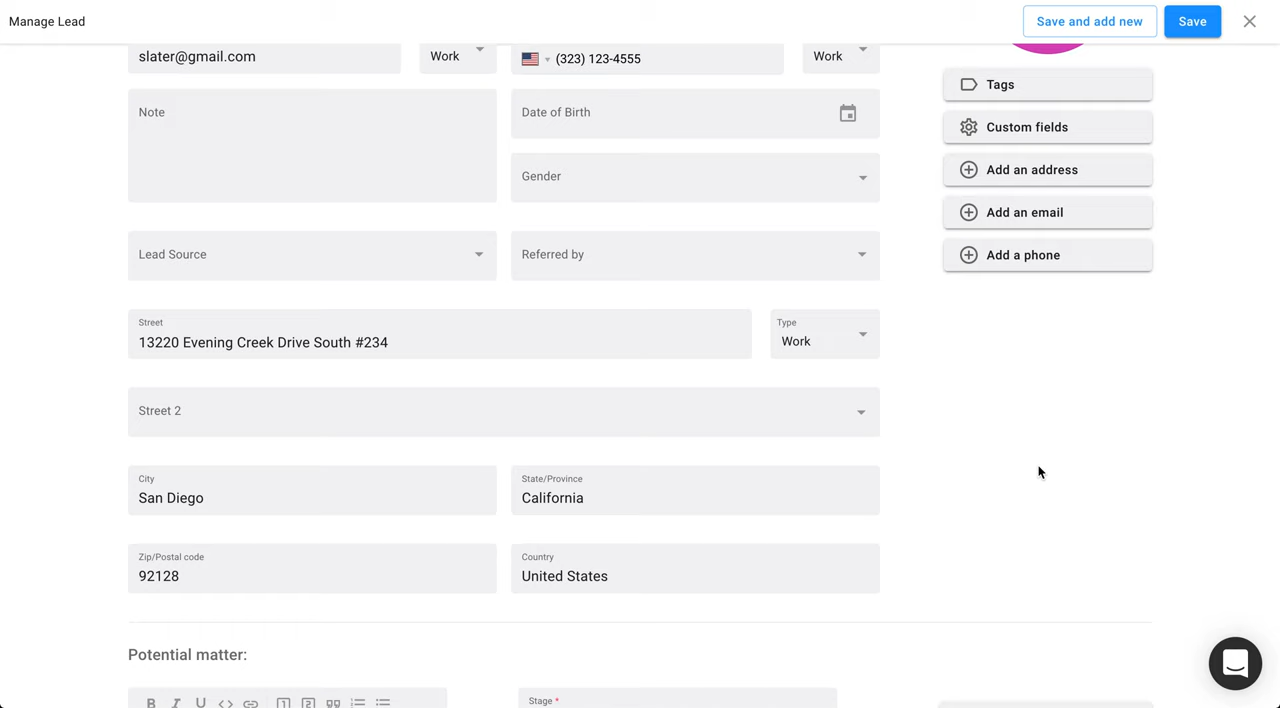 Manage Lead
Save and add new
Save
slater@gmail.com
Work
(323) 123-4555
Work
Tags
Note
Date of Birth
Custom fields
Gender
Add an address
Add an email
Lead Source
Referred by
Add a phone
Street
13220 Evening Creek Drive South #234
Type
Work
Street 2
City
San Diego
State/Province
California
Zip/Postal code
92128
Country
United States
Potential matter:
B I U
Stage *